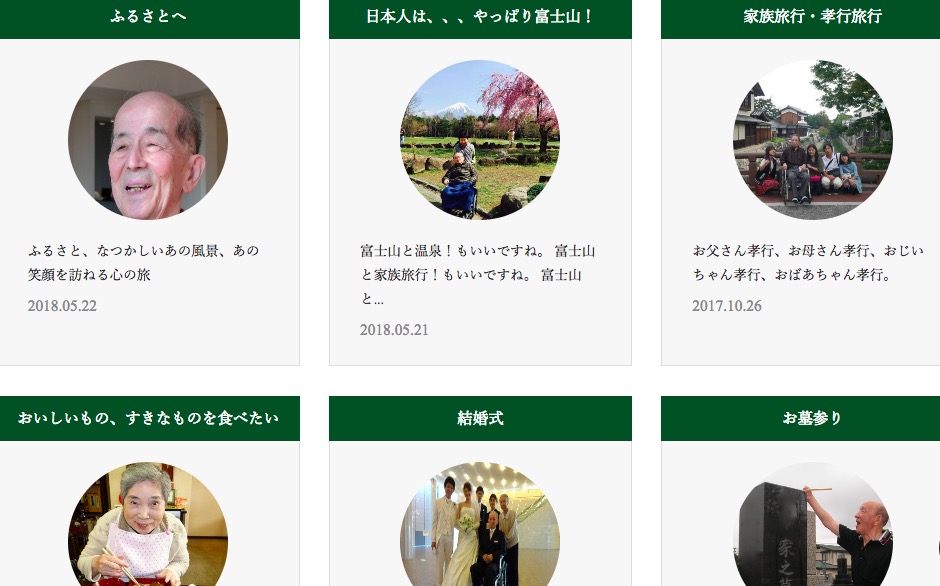 ふるさとへ
日本人は、、、やっぱり富士山！
家族旅行・孝行旅行
ふるさと、なつかしいあの風景、あの
笑顔を訪ねる心の旅
2018.05.22
富士山と温泉！もいいですね。 富士山
と家族旅行！もいいですね。 富士山
と...
2018.05.21
お父さん孝行、お母さん孝行、おじい
ちゃん孝行、おばあちゃん孝行。
2017.10.26
おいしいもの、すきなものを食べたい
結婚式
お墓参り
家之